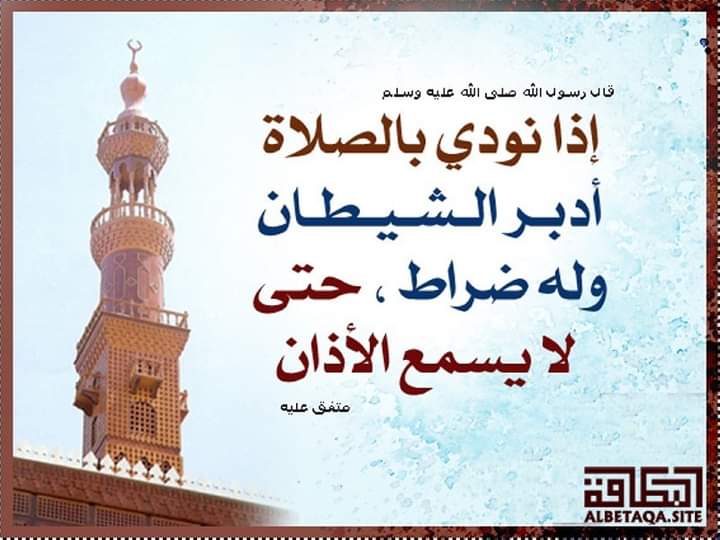 قال رسول الله صلى الله عليه وسلم
إذا نودي بالصلاة
أدبر الشيطان
وله ضراط ، حتى
لا يسمع الأذان
متفق عليه
البطاقة
ALBETAQA.SITE